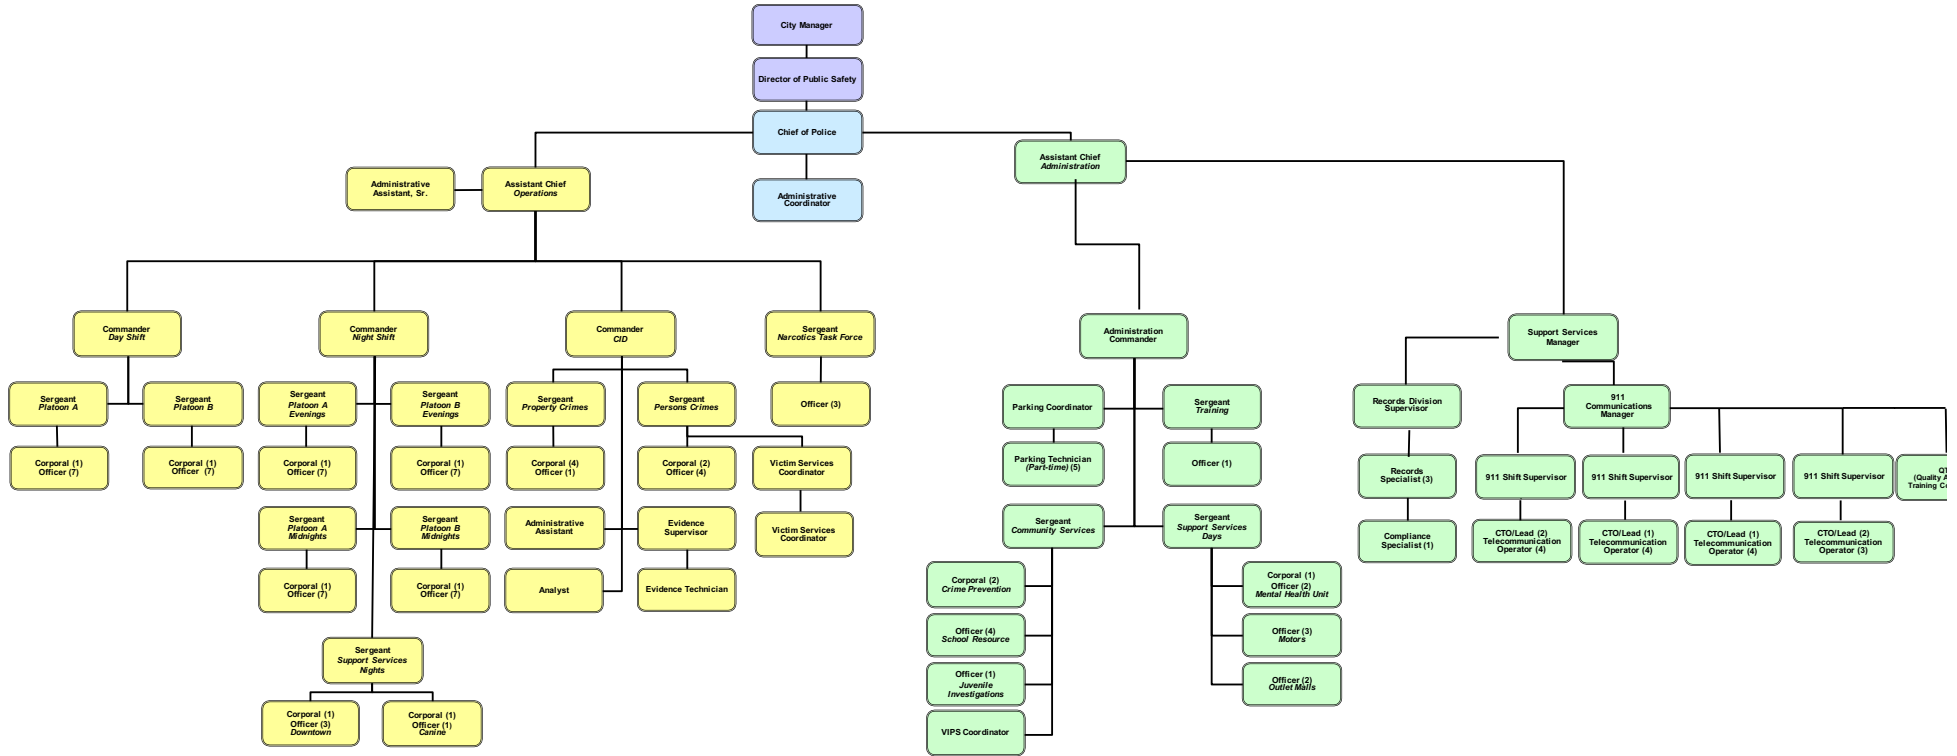 City Manager
Director of Public Safety
Chief of Police
Administrative
Coordinator
Administrative
Assistant, Sr.
Assistant Chief
Operations
Assistant Chief
Administration
Commander
Day Shift
Commander
Night Shift
Commander
CID
Sergeant
Narcotics Task Force
Administration
Commander
Support Services
Manager
Sergeant
Platoon A
Sergeant
Platoon B
Sergeant
Platoon A
Evenings
Sergeant
Platoon B
Evenings
Sergeant
Property Crimes
Sergeant
Persons Crimes
Officer (3)
Parking Coordinator
Sergeant
Training
Records Division
Supervisor
911
Communications
Manager
Corporal (1)
Officer (7)
Corporal (1)
Officer (7)
Corporal (1)
Officer (7)
Corporal (1)
Officer (7)
Corporal (4)
Officer (1)
Corporal (2)
Officer (4)
Victim Services
Coordinator
Parking Technician
(Part-time) (5)
Officer (1)
Records
Specialist (3)
911 Shift Supervisor
911 Shift Supervisor
911 Shift Supervisor
911 Shift Supervisor
(Quality
Training
Sergeant
Platoon A
Midnights
Sergeant
Platoon B
Midnights
Administrative
Assistant
Evidence
Supervisor
Victim Services
Coordinator
Sergeant
Community Services
Sergeant
Support Services
Days
Compliance
Specialist (1)
CTO/Lead (2)
Telecommunication
Operator (4)
CTO/Lead (1)
Telecommunication
Operator (4)
CTO/Lead (1)
Telecommunication
Operator (4)
CTO/Lead (2)
Telecommunication
Operator (3)
Corporal (1)
Officer (7)
Corporal (1)
Officer (7)
Analyst
Evidence Technician
Corporal (2)
Crime Prevention
Corporal (1)
Officer (2)
Mental Health Unit
Officer (4)
School Resource
Officer (3)
Motors
Sergeant
Support Services
Nights
Officer (1)
Juvenile
Investigations
Officer (2)
Outlet Malls
Corporal (1)
Officer (3)
Downtown
Corporal (1)
Officer (1)
Canine
VIPS Coordinator